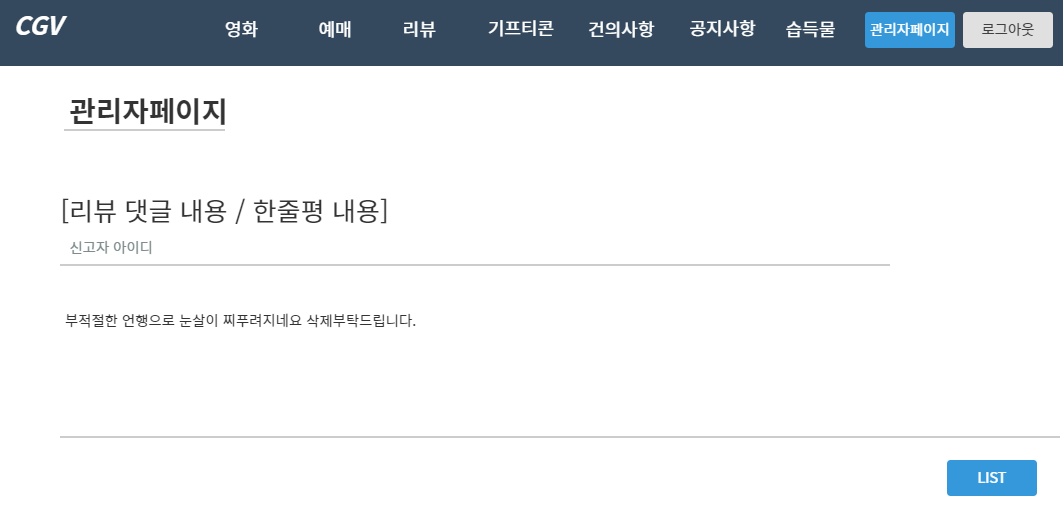 CGV 영화 예매 리뷰 기프티콘 건의사항 공지사항 습득물 관리자페이지 로그아웃
관리자페이지
[리뷰 댓글 내용 / 한줄평 내용]
신고자 아이디
부적절한 언행으로 눈살이 찌푸려지네요 삭제부탁드립니다.
LIST